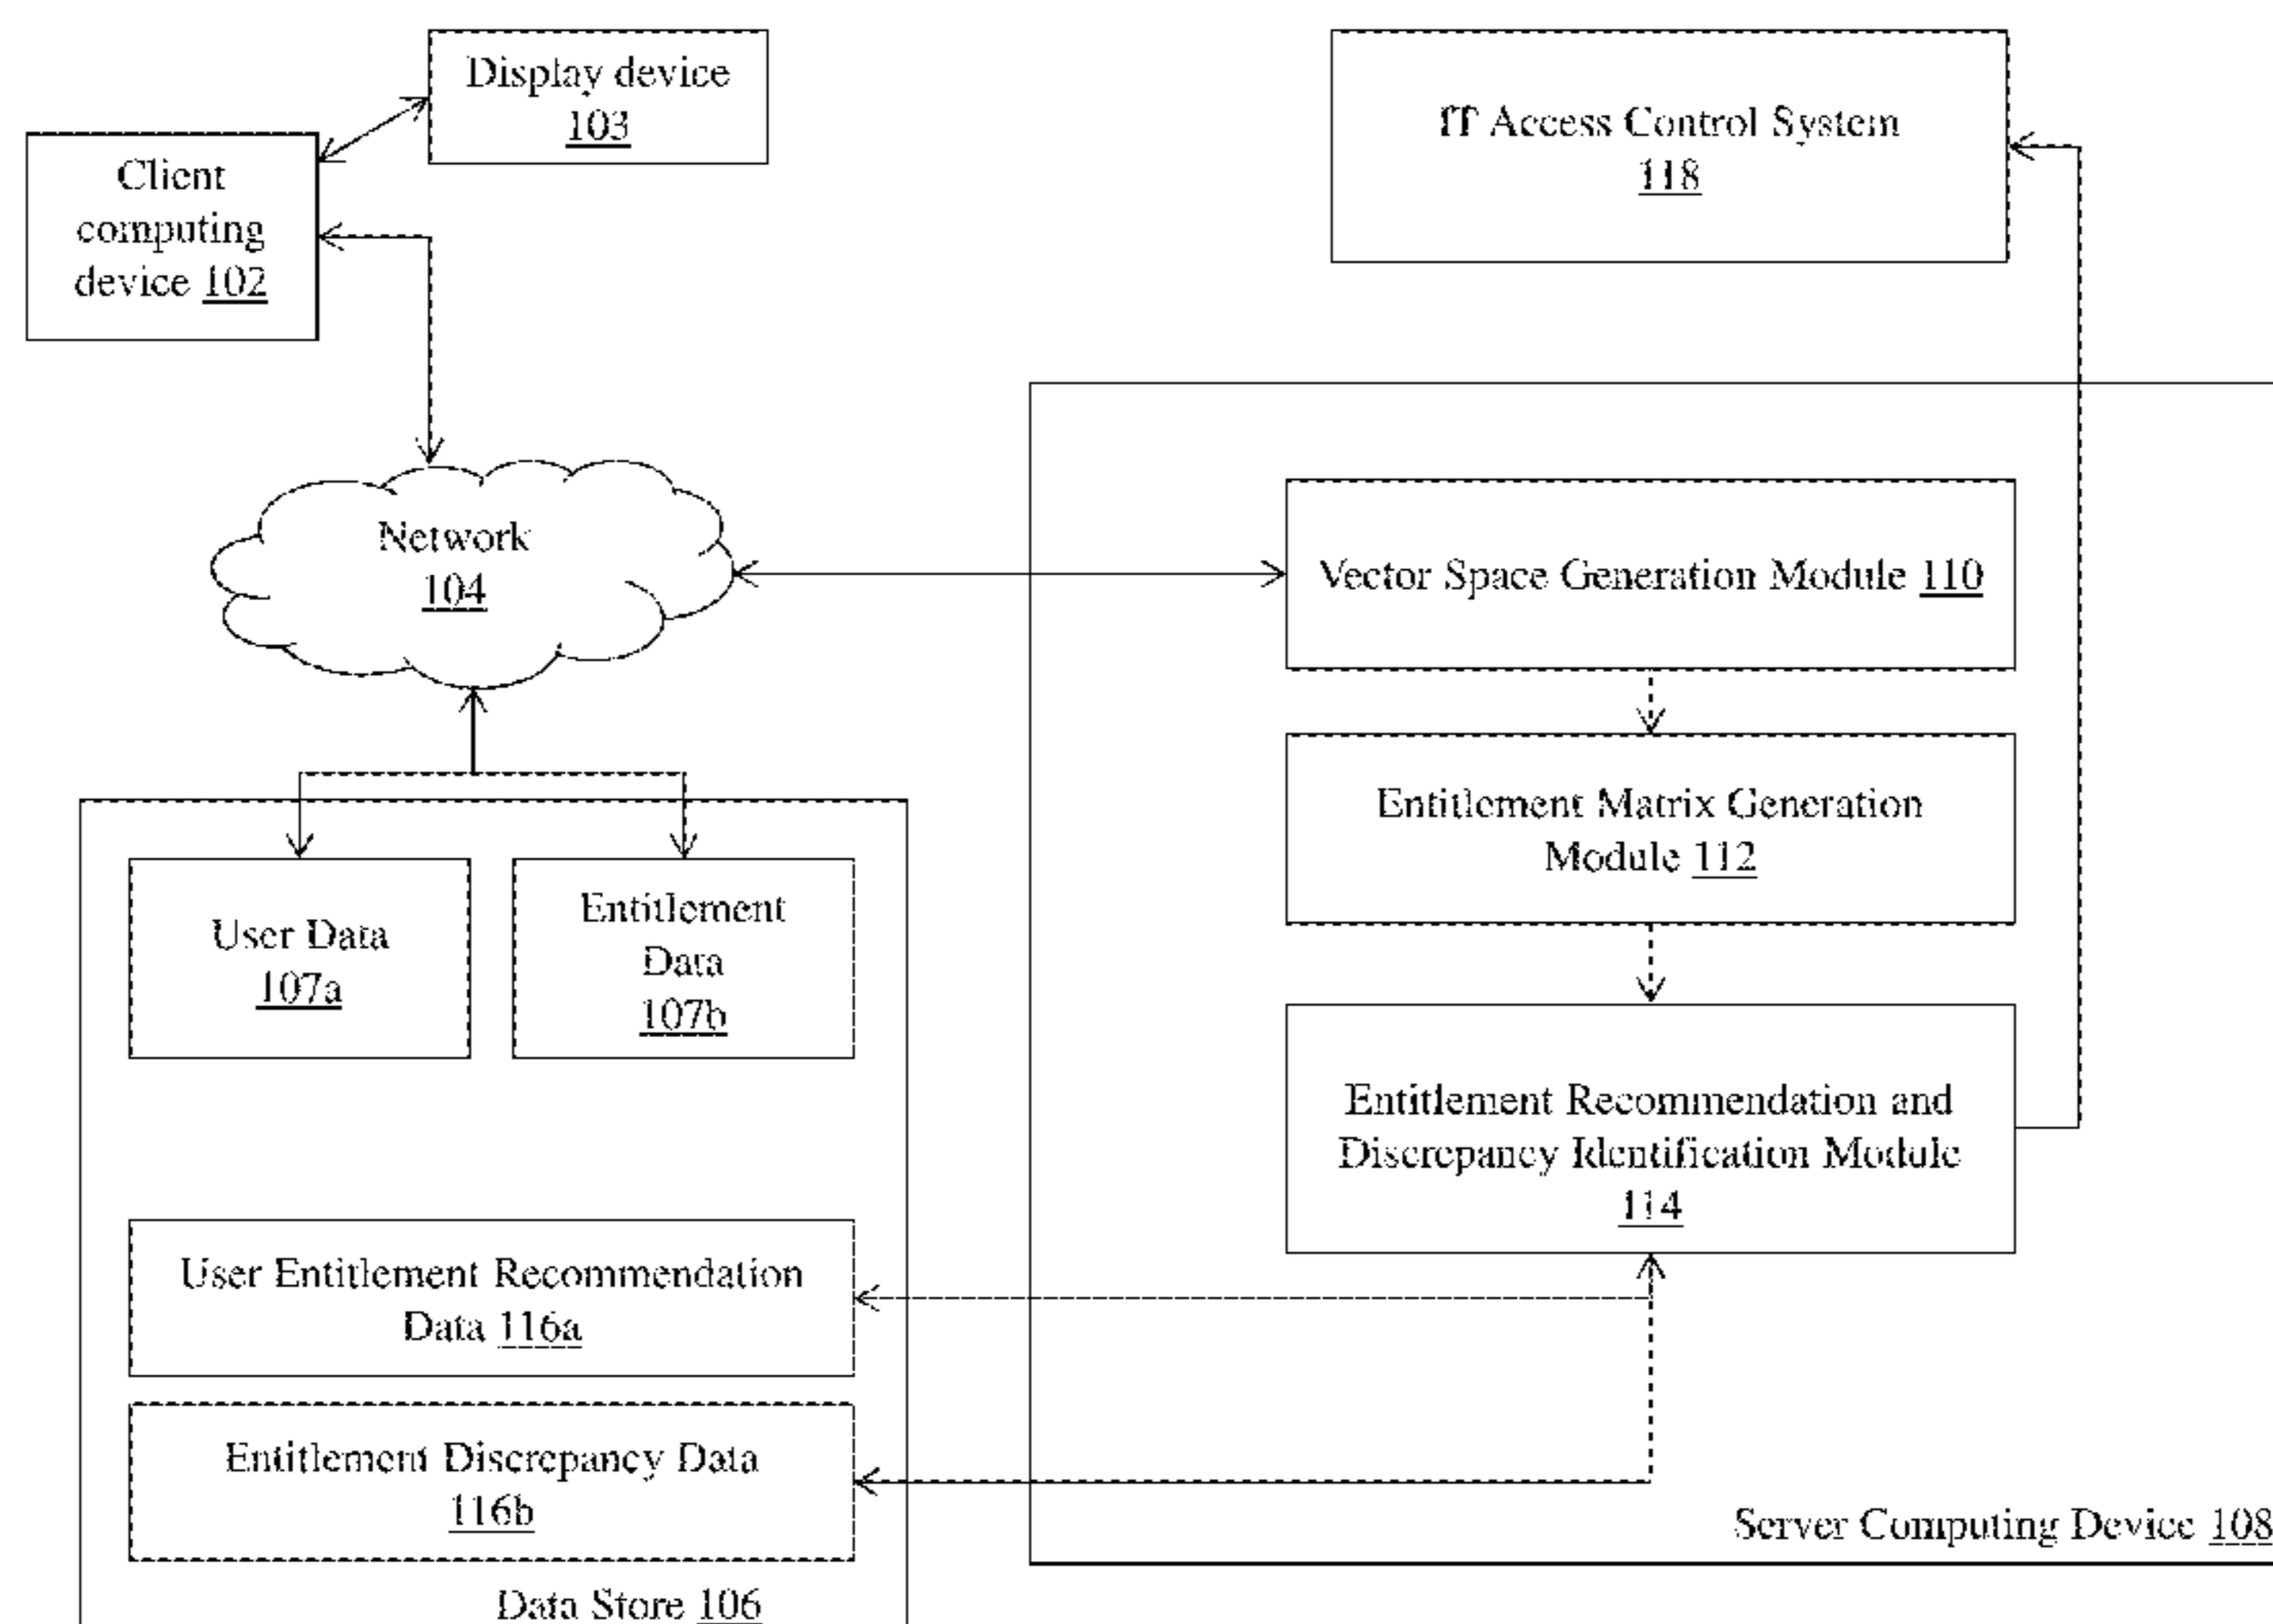 Display device
103
IT Access Control System
118
Client
computing
device 102
Network
104
Vector Space Generation Module 110
Entitlement Matrix Generation
Module 112
User Data
107a
Entitlement
Data
107b
Entitlement Recommendation and
Discrepancy Identification Module
114
User Entitlement Recommendation
Data 116a
Entitlement Discrepancy Data
116b
Server Computing Device 108
Data Store 106